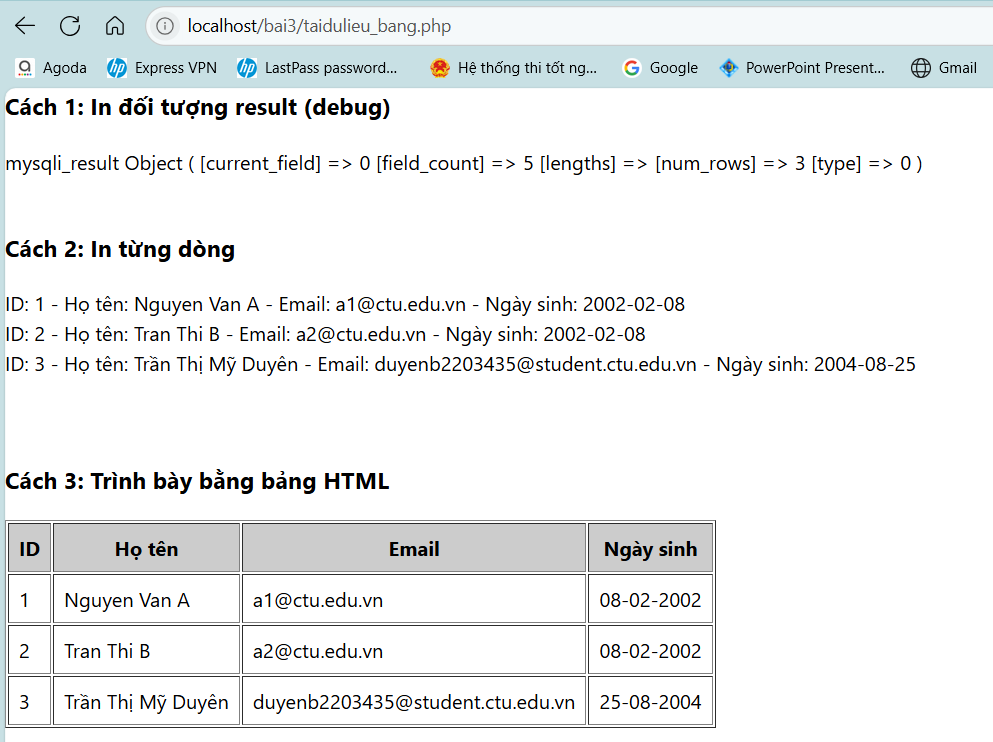 localhost/bai3/taidulieu_bang.php
Agoda Express VPN LastPass password... Hệ thống thi tốt ng... Google PowerPoint Present... Gmail
Cách 1: In đối tượng result (debug)
mysqli_result Object ( [current_field] => 0 [field_count] => 5 [lengths] => [num_rows] => 3 [type] => 0 )
Cách 2: In từng dòng
ID: 1 - Họ tên: Nguyen Van A - Email: a1@ctu.edu.vn - Ngày sinh: 2002-02-08
ID: 2 - Họ tên: Tran Thi B - Email: a2@ctu.edu.vn - Ngày sinh: 2002-02-08
ID: 3 - Họ tên: Trần Thị Mỹ Duyên - Email: duyenb2203435@student.ctu.edu.vn - Ngày sinh: 2004-08-25
Cách 3: Trình bày bằng bảng HTML
ID Họ tên Email Ngày sinh
1 Nguyen Van A a1@ctu.edu.vn 08-02-2002
2 Tran Thi B a2@ctu.edu.vn 08-02-2002
3 Trần Thị Mỹ Duyên duyenb2203435@student.ctu.edu.vn 25-08-2004